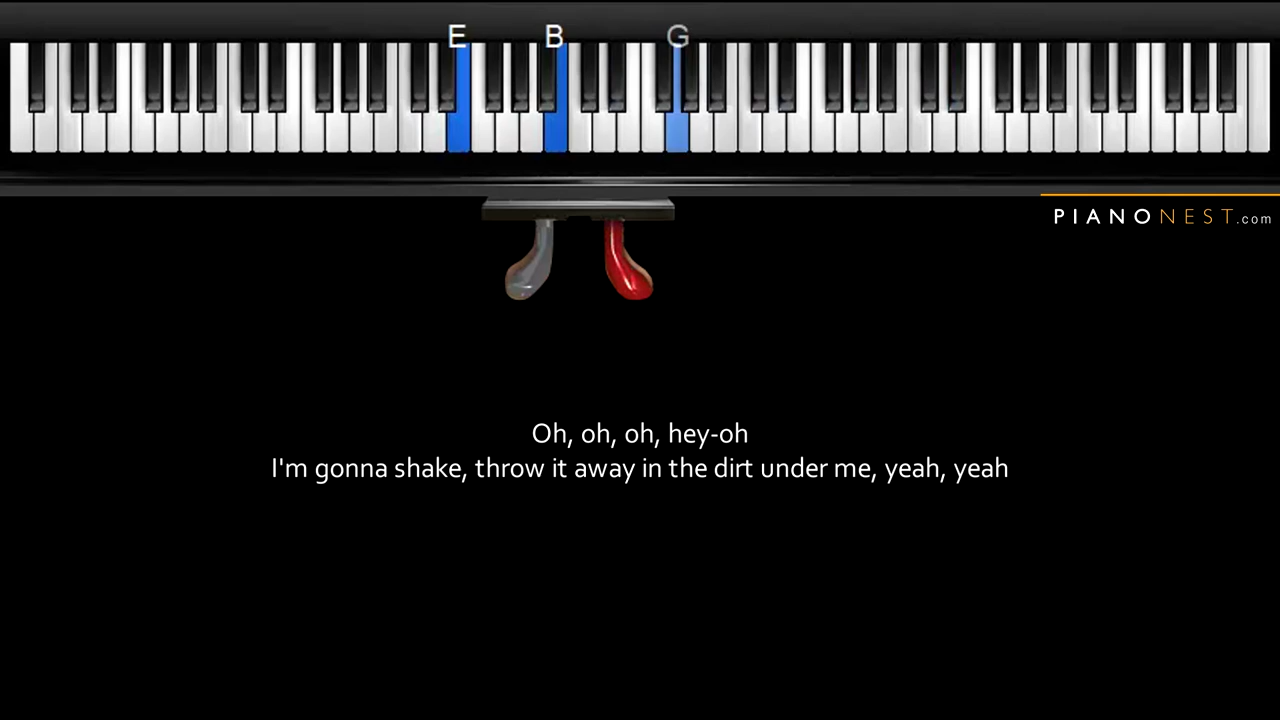 E B G
PIANONEST.com
Oh, oh, oh, hey-oh
I'm gonna shake, throw it away in the dirt under me, yeah, yeah